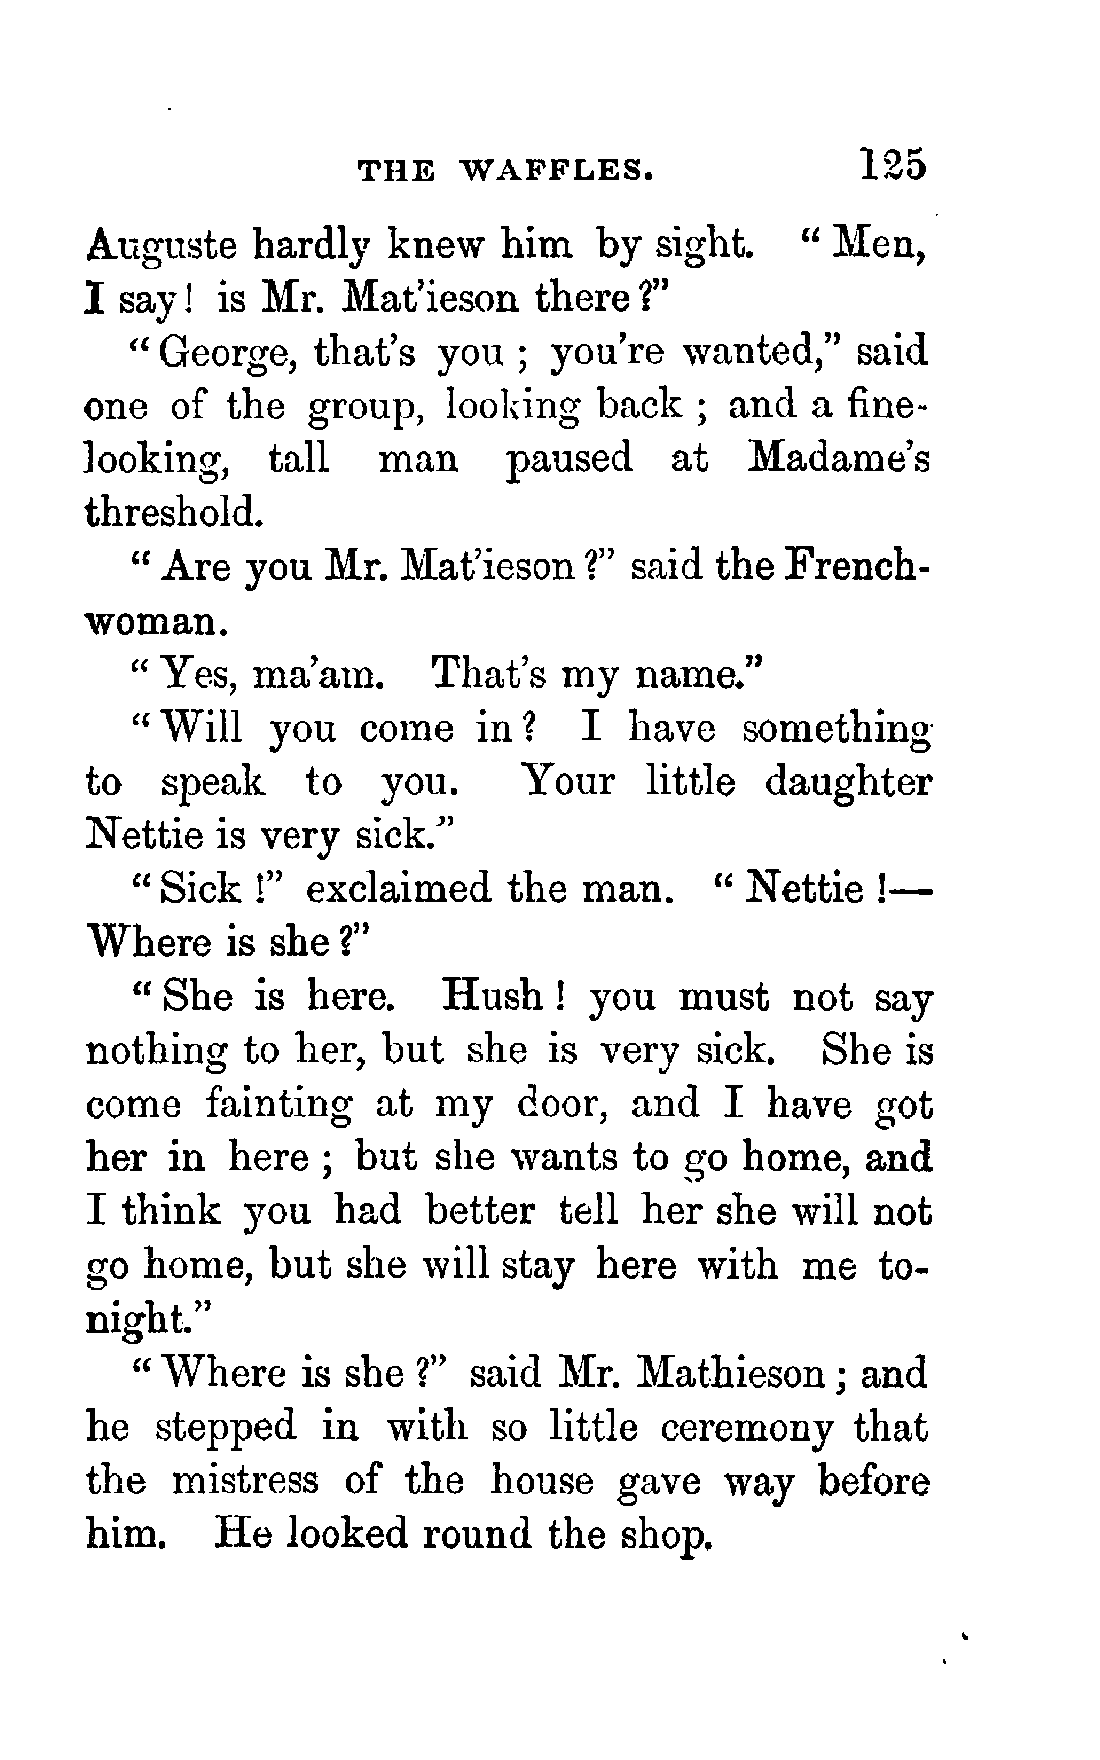 THE WAFFLES. 125
Auguste hardly knew him by sight. “Men,
I say! is Mr. Mat’ieson there?”
“George, that’s you; you’re wanted,” said
one of the group, looking back; and a fine-
looking, tall man paused at Madame’s
threshold.
“Are you Mr. Mat’ieson?” said the French-
woman.
“Yes, ma’am. That’s my name.”
“Will you come in? I have something
to speak to you. Your little daughter
Nettie is very sick.”
“Sick!” exclaimed the man. “Nettie!—
Where is she?”
“She is here. Hush! you must not say
nothing to her, but she is very sick. She is
come fainting at my door, and I have got
her in here; but she wants to go home, and
I think you had better tell her she will not
go home, but she will stay here with me to-
night.”
“Where is she?” said Mr. Mathieson; and
he stepped in with so little ceremony that
the mistress of the house gave way before
him. He looked round the shop.